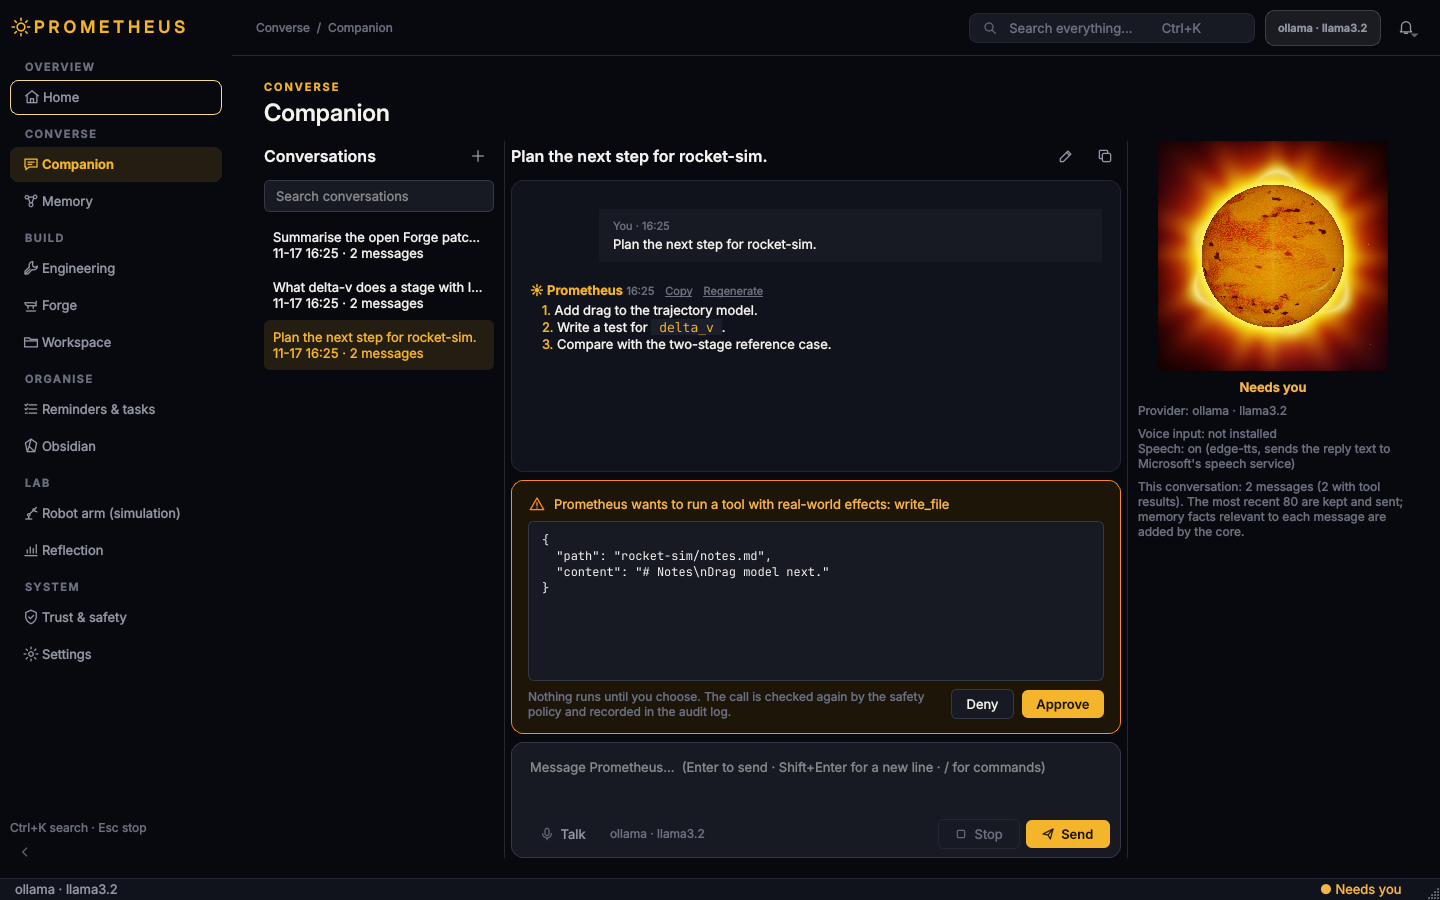 PROMETHEUS
OVERVIEW
Home
CONVERSE
Companion
Memory
BUILD
Engineering
Forge
Workspace
ORGANISE
Reminders & tasks
Obsidian
LAB
Robot arm (simulation)
Reflection
SYSTEM
Trust & safety
Settings
Ctrl+K search · Esc stop
Converse / Companion
Search everything... Ctrl+K
ollama · llama3.2
CONVERSE
Companion
Conversations
Search conversations
Summarise the open Forge patc...
11-17 16:25 · 2 messages
What delta-v does a stage with I...
11-17 16:25 · 2 messages
Plan the next step for rocket-sim.
11-17 16:25 · 2 messages
Plan the next step for rocket-sim.
You · 16:25
Plan the next step for rocket-sim.
Prometheus 16:25 Copy Regenerate
1. Add drag to the trajectory model.
2. Write a test for delta_v .
3. Compare with the two-stage reference case.
Prometheus wants to run a tool with real-world effects: write_file
{
"path": "rocket-sim/notes.md",
"content": "# Notes\nDrag model next."
}
Nothing runs until you choose. The call is checked again by the safety
policy and recorded in the audit log.
Deny
Approve
Message Prometheus... (Enter to send · Shift+Enter for a new line · / for commands)
Talk
ollama · llama3.2
Stop
Send
Needs you
Provider: ollama · llama3.2
Voice input: not installed
Speech: on (edge-tts, sends the reply text to
Microsoft's speech service)
This conversation: 2 messages (2 with tool
results). The most recent 80 are kept and sent;
memory facts relevant to each message are
added by the core.
ollama · llama3.2
Needs you